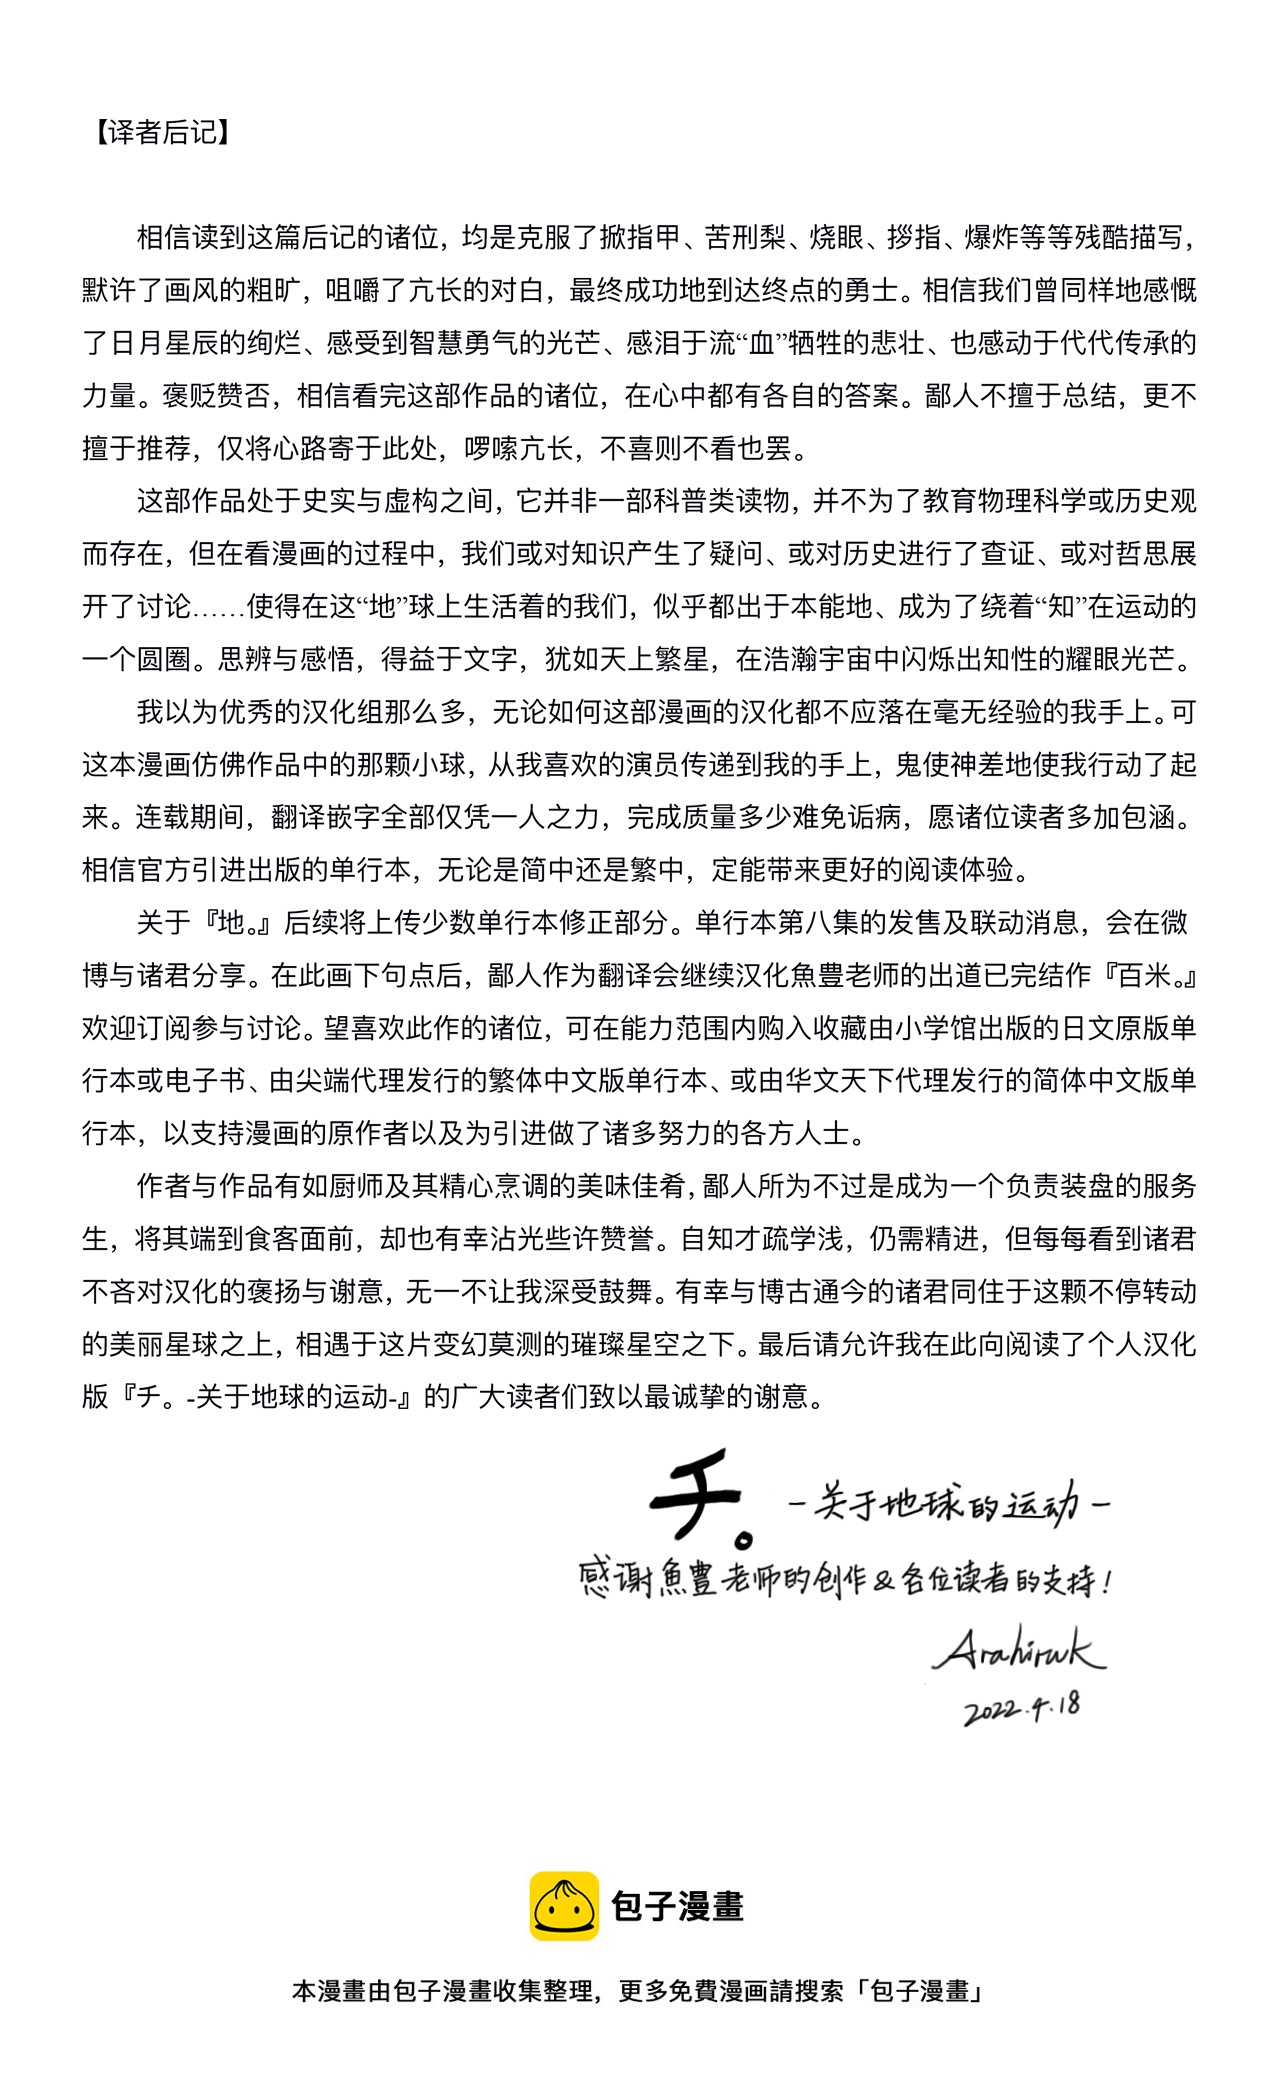 【译者后记】
相信读到这篇后记的诸位，均是克服了掀指甲、苦刑梨、烧眼、拶指、爆炸等等残酷描写，
默许了画风的粗旷，咀嚼了亢长的对白，最终成功地到达终点的勇士。相信我们曾同样地感慨
了日月星辰的绚烂、感受到智慧勇气的光芒、感泪于流“血”牺牲的悲壮、也感动于代代传承的
力量。褒贬赞否，相信看完这部作品的诸位，在心中都有各自的答案。鄙人不擅于总结，更不
擅于推荐，仅将心路寄于此处，啰嗦亢长，不喜则不看也罢。
这部作品处于史实与虚构之间，它并非一部科普类读物，并不为了教育物理科学或历史观
而存在，但在看漫画的过程中，我们或对知识产生了疑问、或对历史进行了查证、或对哲思展
开了讨论……使得在这“地”球上生活着的我们，似乎都出于本能地、成为了绕着“知”在运动的
一个圆圈。思辨与感悟，得益于文字，犹如天上繁星，在浩瀚宇宙中闪烁出知性的耀眼光芒。
我以为优秀的汉化组那么多，无论如何这部漫画的汉化都不应落在毫无经验的我手上。可
这本漫画仿佛作品中的那颗小球，从我喜欢的演员传递到我的手上，鬼使神差地使我行动了起
来。连载期间，翻译嵌字全部仅凭一人之力，完成质量多少难免诟病，愿诸位读者多加包涵。
相信官方引进出版的单行本，无论是简中还是繁中，定能带来更好的阅读体验。
关于『地。』后续将上传少数单行本修正部分。单行本第八集的发售及联动消息，会在微
博与诸君分享。在此画下句点后，鄙人作为翻译会继续汉化魚豊老师的出道已完结作『百米。』
欢迎订阅参与讨论。望喜欢此作的诸位，可在能力范围内购入收藏由小学馆出版的日文原版单
行本或电子书、由尖端代理发行的繁体中文版单行本、或由华文天下代理发行的简体中文版单
行本，以支持漫画的原作者以及为引进做了诸多努力的各方人士。
作者与作品有如厨师及其精心烹调的美味佳肴，鄙人所为不过是成为一个负责装盘的服务
生，将其端到食客面前，却也有幸沾光些许赞誉。自知才疏学浅，仍需精进，但每每看到诸君
不吝对汉化的褒扬与谢意，无一不让我深受鼓舞。有幸与博古通今的诸君同住于这颗不停转动
的美丽星球之上，相遇于这片变幻莫测的璀璨星空之下。最后请允许我在此向阅读了个人汉化
版『チ。-关于地球的运动-』的广大读者们致以最诚挚的谢意。
チ。-关于地球的运动-
感谢魚豊老师的创作&各位读者的支持！
Arahiruk
2022.4.18
包子漫畫
本漫畫由包子漫畫收集整理，更多免費漫画請搜索「包子漫畫」